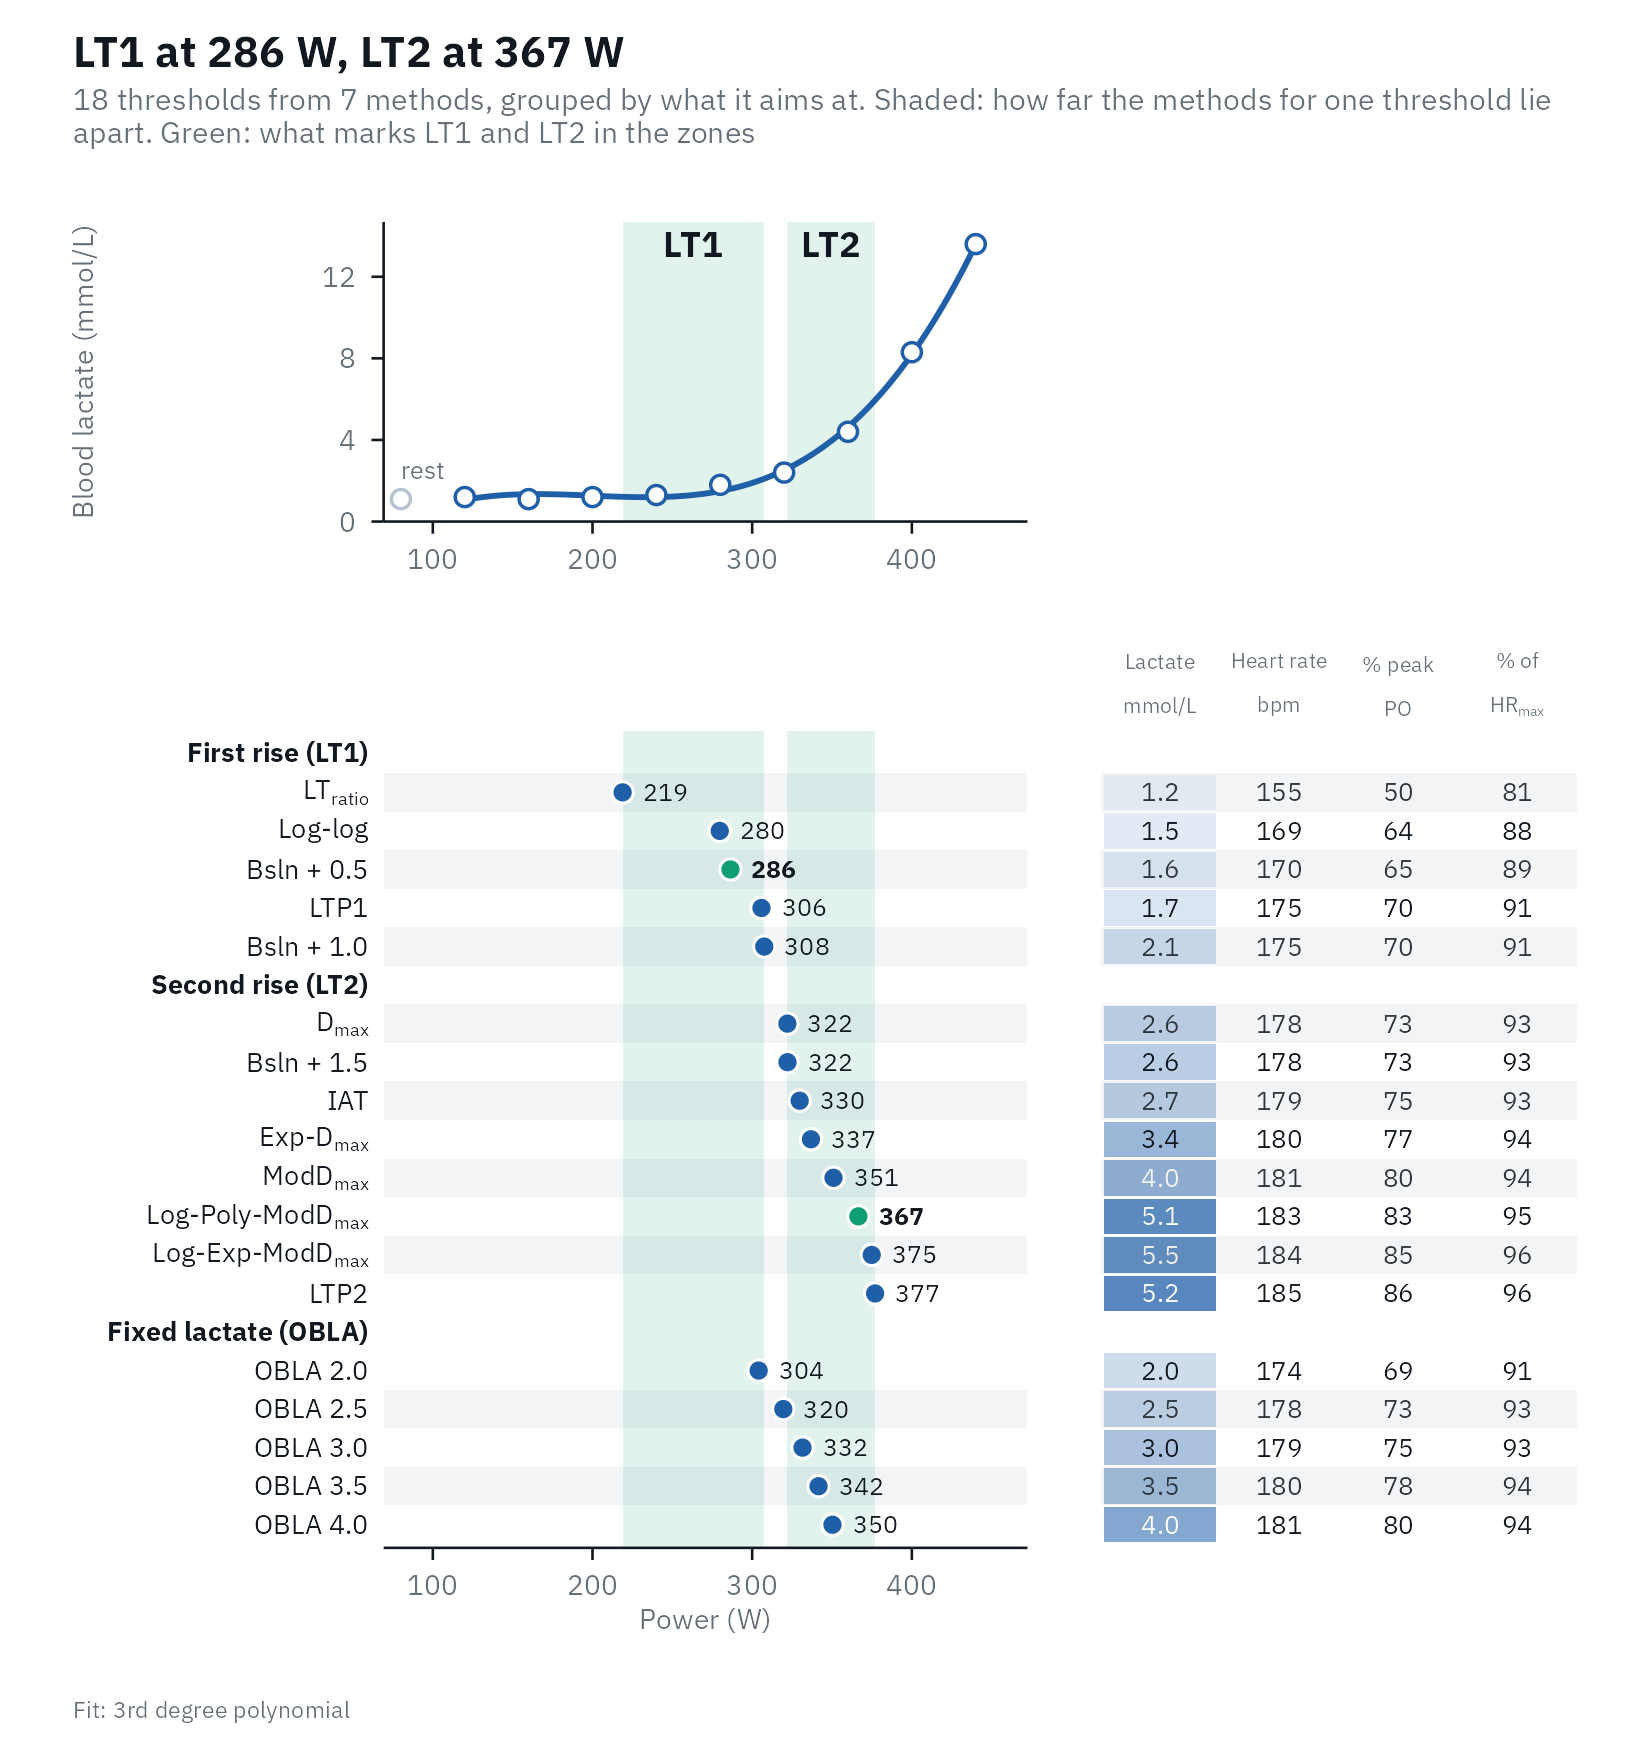 LT1 at 286 W, LT2 at 367 W
18 thresholds from 7 methods, grouped by what it aims at. Shaded: how far the methods for one threshold lie
apart. Green: what marks LT1 and LT2 in the zones
Blood lactate (mmol/L)
LT1 LT2
12
8
4
0
rest
100 200 300 400
Lactate Heart rate % peak % of
mmol/L bpm PO HRmax
First rise (LT1)
LTratio 219 1.2 155 50 81
Log-log 280 1.5 169 64 88
Bsln + 0.5 286 1.6 170 65 89
LTP1 306 1.7 175 70 91
Bsln + 1.0 308 2.1 175 70 91
Second rise (LT2)
Dmax 322 2.6 178 73 93
Bsln + 1.5 322 2.6 178 73 93
IAT 330 2.7 179 75 93
Exp-Dmax 337 3.4 180 77 94
ModDmax 351 4.0 181 80 94
Log-Poly-ModDmax 367 5.1 183 83 95
Log-Exp-ModDmax 375 5.5 184 85 96
LTP2 377 5.2 185 86 96
Fixed lactate (OBLA)
OBLA 2.0 304 2.0 174 69 91
OBLA 2.5 320 2.5 178 73 93
OBLA 3.0 332 3.0 179 75 93
OBLA 3.5 342 3.5 180 78 94
OBLA 4.0 350 4.0 181 80 94
100 200 300 400
Power (W)
Fit: 3rd degree polynomial